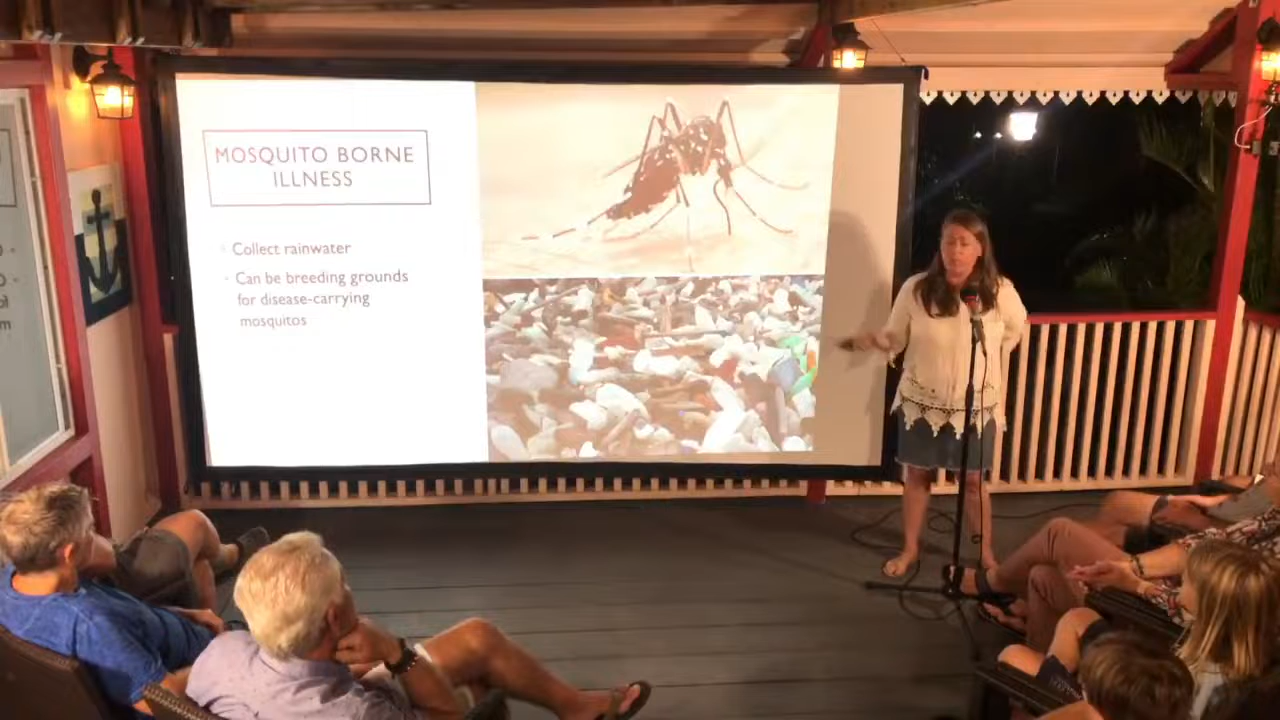 MOSQUITO BORNE
ILLNESS
Collect rainwater
Can be breeding grounds
for disease-carrying
mosquitos